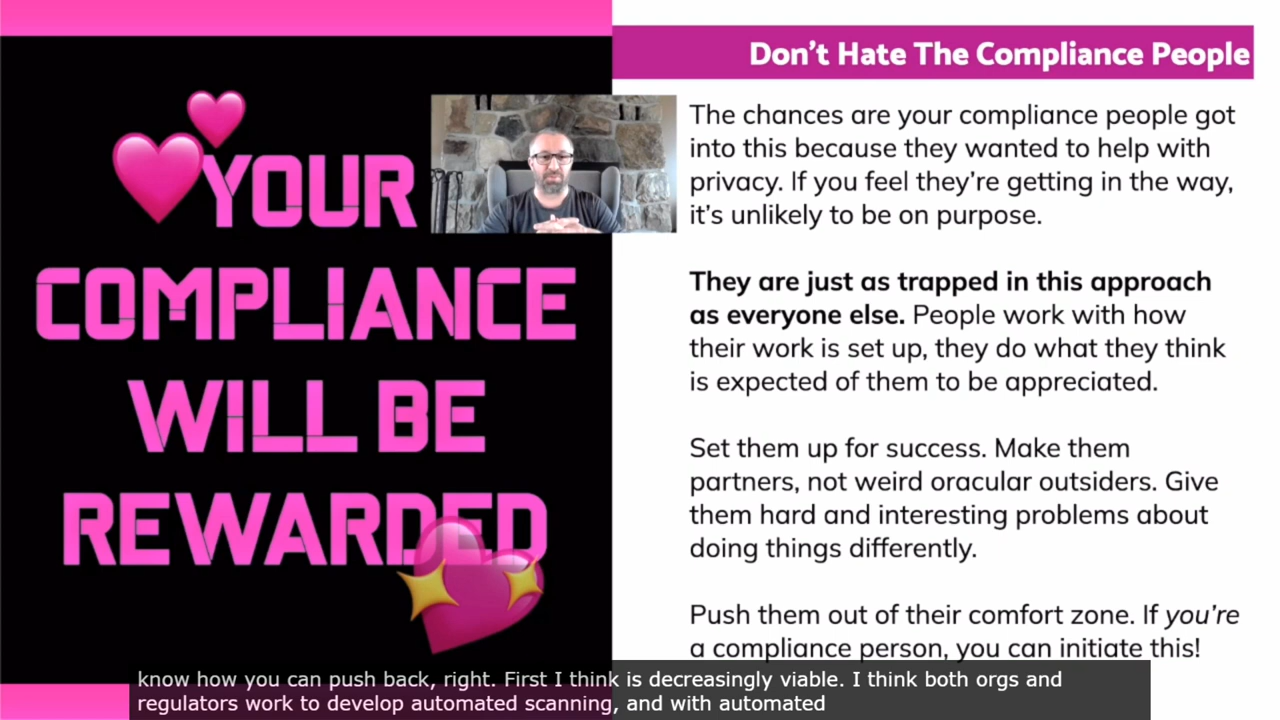 YOUR
COMPLIANCE
WILL BE
REWARDED
Don't Hate The Compliance People
The chances are your compliance people got
into this because they wanted to help with
privacy. If you feel they're getting in the way,
it's unlikely to be on purpose.
They are just as trapped in this approach
as everyone else. People work with how
their work is set up, they do what they think
is expected of them to be appreciated.
Set them up for success. Make them
partners, not weird oracular outsiders. Give
them hard and interesting problems about
doing things differently.
Push them out of their comfort zone. If you're
a compliance person, you can initiate this!
know how you can push back, right. First I think is decreasingly viable. I think both orgs and
regulators work to develop automated scanning, and with automated